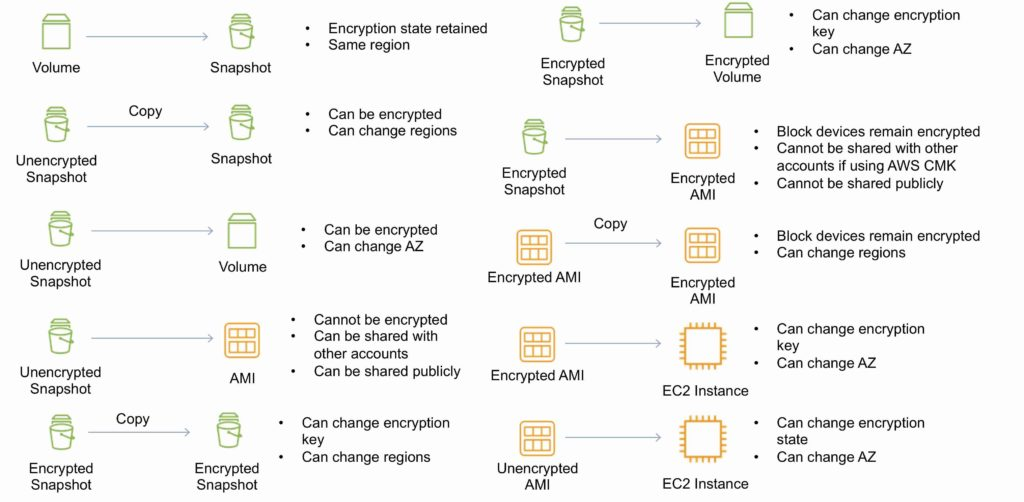 Volume
Snapshot
• Encryption state retained
• Same region
Copy
Unencrypted
Snapshot
Snapshot
• Can be encrypted
• Can change regions
Unencrypted
Snapshot
Volume
• Can be encrypted
• Can change AZ
Unencrypted
Snapshot
AMI
• Cannot be encrypted
• Can be shared with
other accounts
• Can be shared publicly
Copy
Encrypted
Snapshot
Encrypted
Snapshot
• Can change encryption
key
• Can change regions
Encrypted
Snapshot
Encrypted
Volume
• Can change encryption
key
• Can change AZ
Encrypted
Snapshot
Encrypted
AMI
• Block devices remain encrypted
• Cannot be shared with other
accounts if using AWS CMK
• Cannot be shared publicly
Copy
Encrypted AMI
Encrypted
AMI
• Block devices remain encrypted
• Can change regions
Encrypted AMI
EC2 Instance
• Can change encryption
key
• Can change AZ
Unencrypted
AMI
EC2 Instance
• Can change encryption
state
• Can change AZ